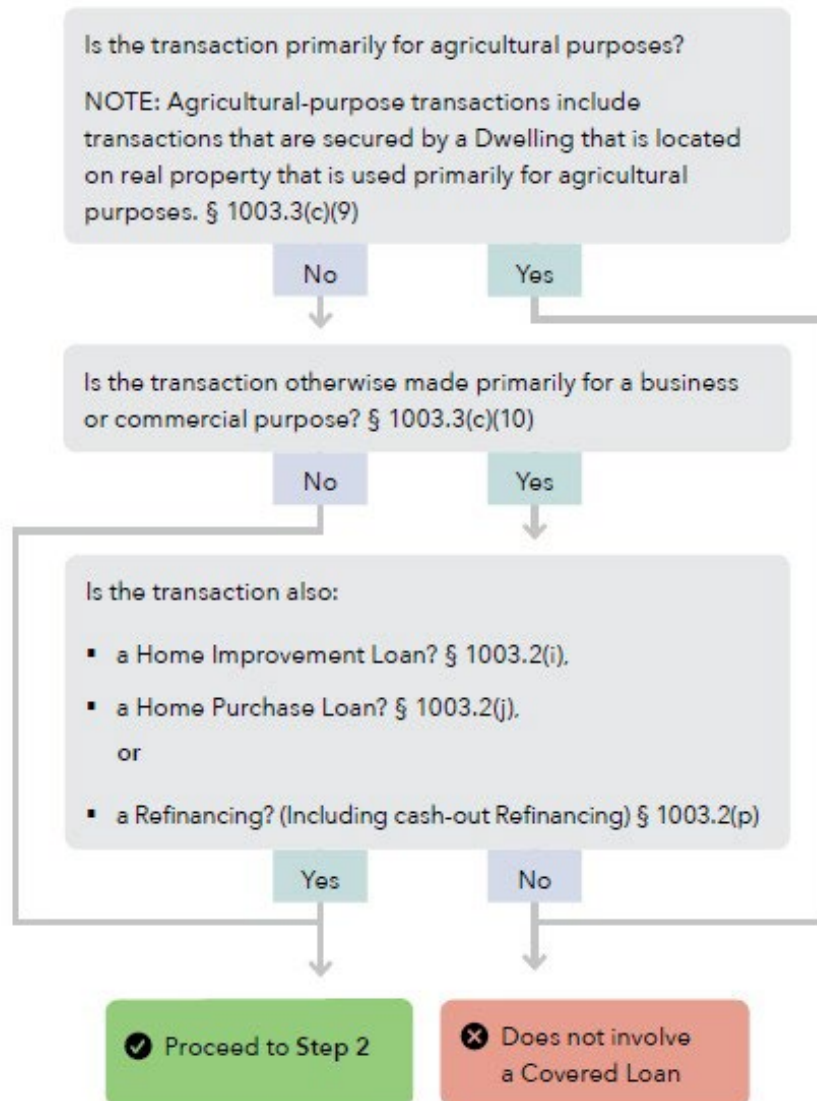 Is the transaction primarily for agricultural purposes?
NOTE: Agricultural-purpose transactions include
transactions that are secured by a Dwelling that is located
on real property that is used primarily for agricultural
purposes. § 1003.3(c)(9)
No
Yes
Is the transaction otherwise made primarily for a business
or commercial purpose? § 1003.3(c)(10)
No
Yes
Is the transaction also:
▪ a Home Improvement Loan? § 1003.2(i),
▪ a Home Purchase Loan? § 1003.2(j),
or
▪ a Refinancing? (Including cash-out Refinancing) § 1003.2(p)
Yes
No
Proceed to Step 2
Does not involve
a Covered Loan